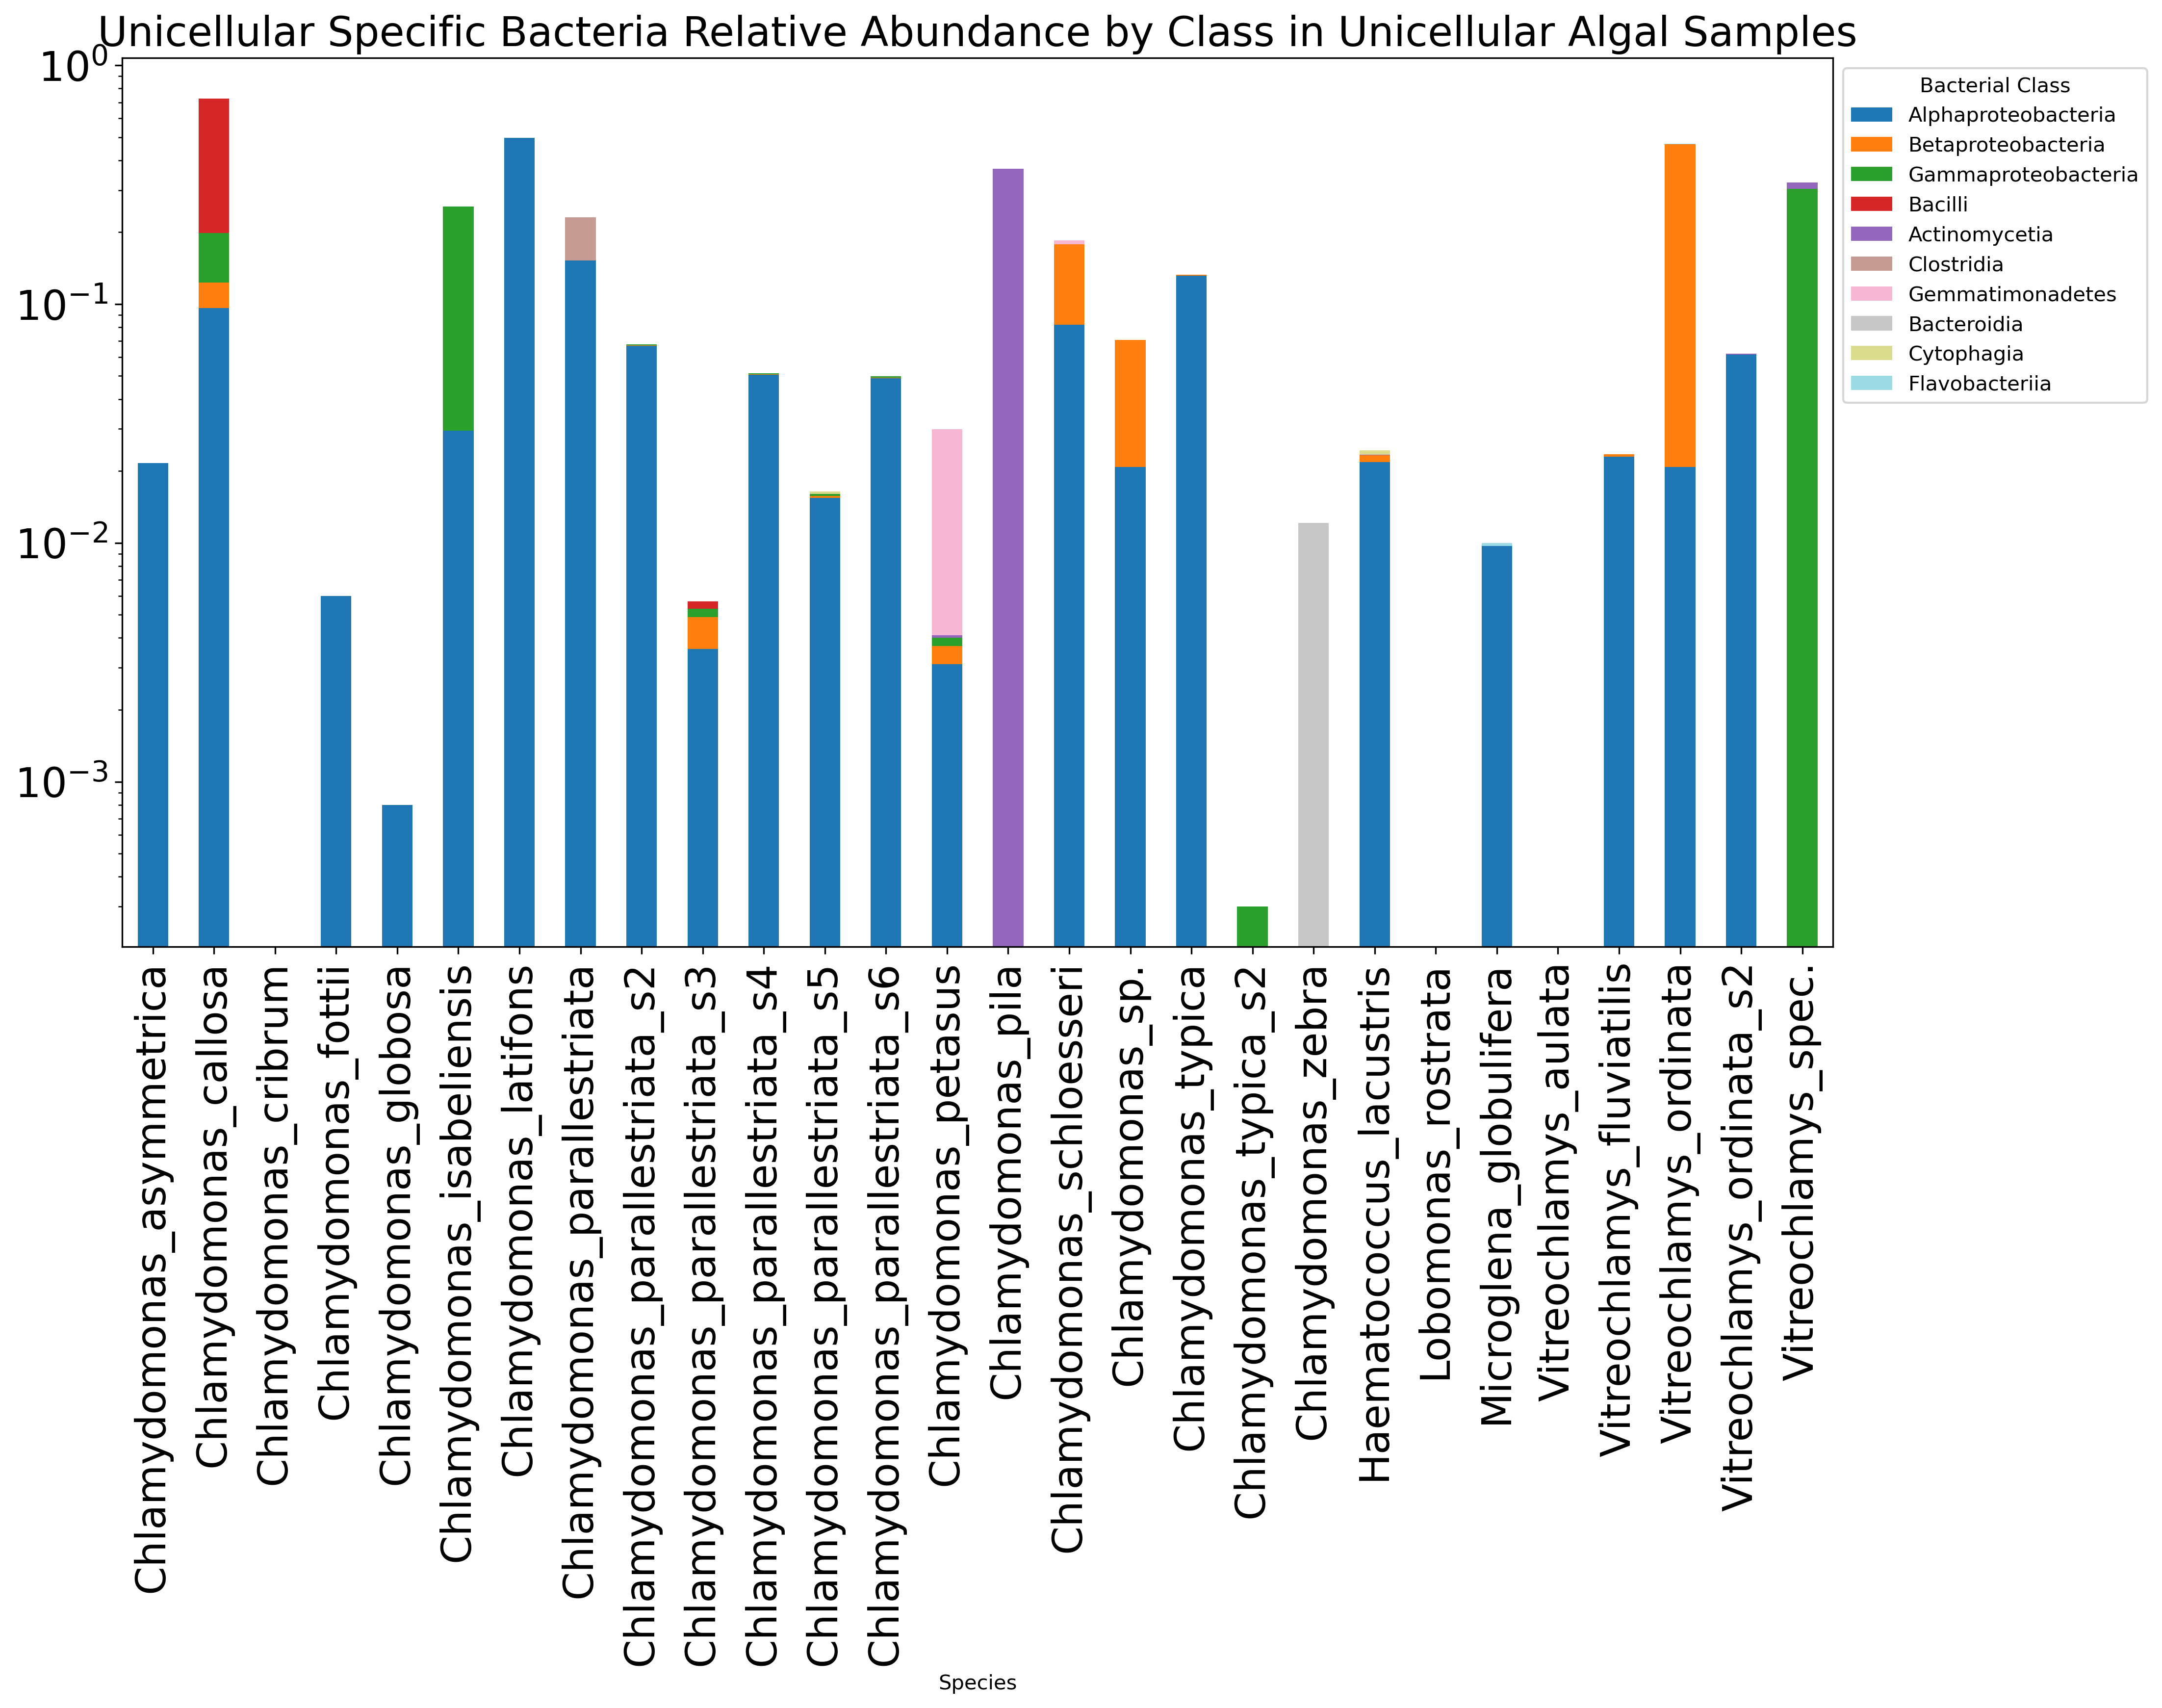 Unicellular Specific Bacteria Relative Abundance by Class in Unicellular Algal Samples
10⁰
10⁻¹
10⁻²
10⁻³
Bacterial Class
Alphaproteobacteria
Betaproteobacteria
Gammaproteobacteria
Bacilli
Actinomycetia
Clostridia
Gemmatimonadetes
Bacteroidia
Cytophagia
Flavobacteriia
Chlamydomonas_asymmetrica
Chlamydomonas_callosa
Chlamydomonas_cribrum
Chlamydomonas_fottii
Chlamydomonas_globosa
Chlamydomonas_isabeliensis
Chlamydomonas_latifons
Chlamydomonas_parallestriata
Chlamydomonas_parallestriata_s2
Chlamydomonas_parallestriata_s3
Chlamydomonas_parallestriata_s4
Chlamydomonas_parallestriata_s5
Chlamydomonas_parallestriata_s6
Chlamydomonas_petasus
Chlamydomonas_pila
Chlamydomonas_schloesseri
Chlamydomonas_sp.
Chlamydomonas_typica
Chlamydomonas_typica_s2
Chlamydomonas_zebra
Haematococcus_lacustris
Lobomonas_rostrata
Microglena_globulifera
Vitreochlamys_aulata
Vitreochlamys_fluviatilis
Vitreochlamys_ordinata
Vitreochlamys_ordinata_s2
Vitreochlamys_spec.
Species